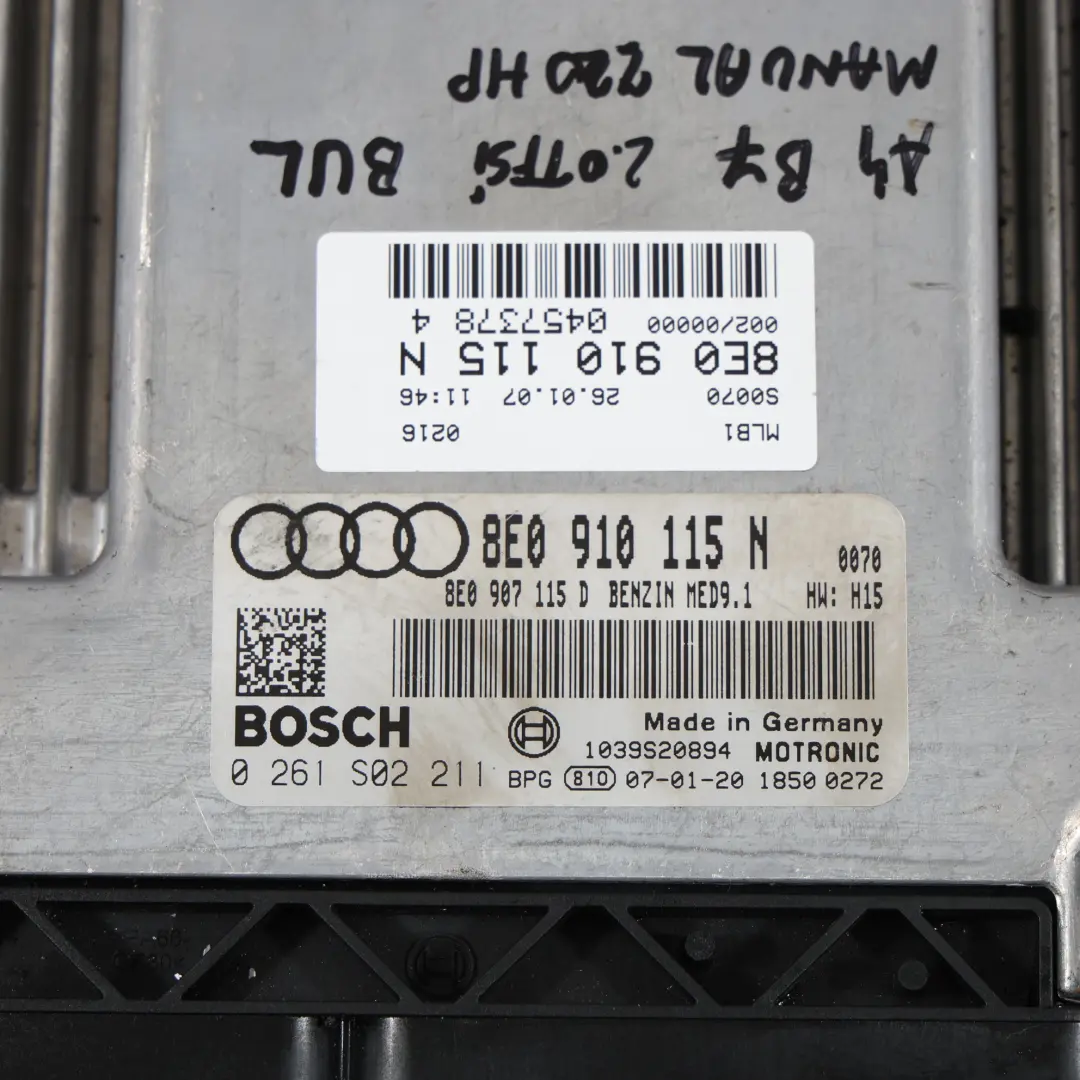 A4 B7 2.0TFSi BUL
MANUAL 220 HP
MLB1 0216
S0070 26.01.07 11:46
8E0 910 115 N
002/00000 0457378 4
8E0 910 115 N 0070
8E0 907 115 D BENZIN MED9.1 HW: H15
BOSCH
Made in Germany
1039S20894 MOTRONIC
0 261 S02 211 BPG 810 07-01-20 1850 0272